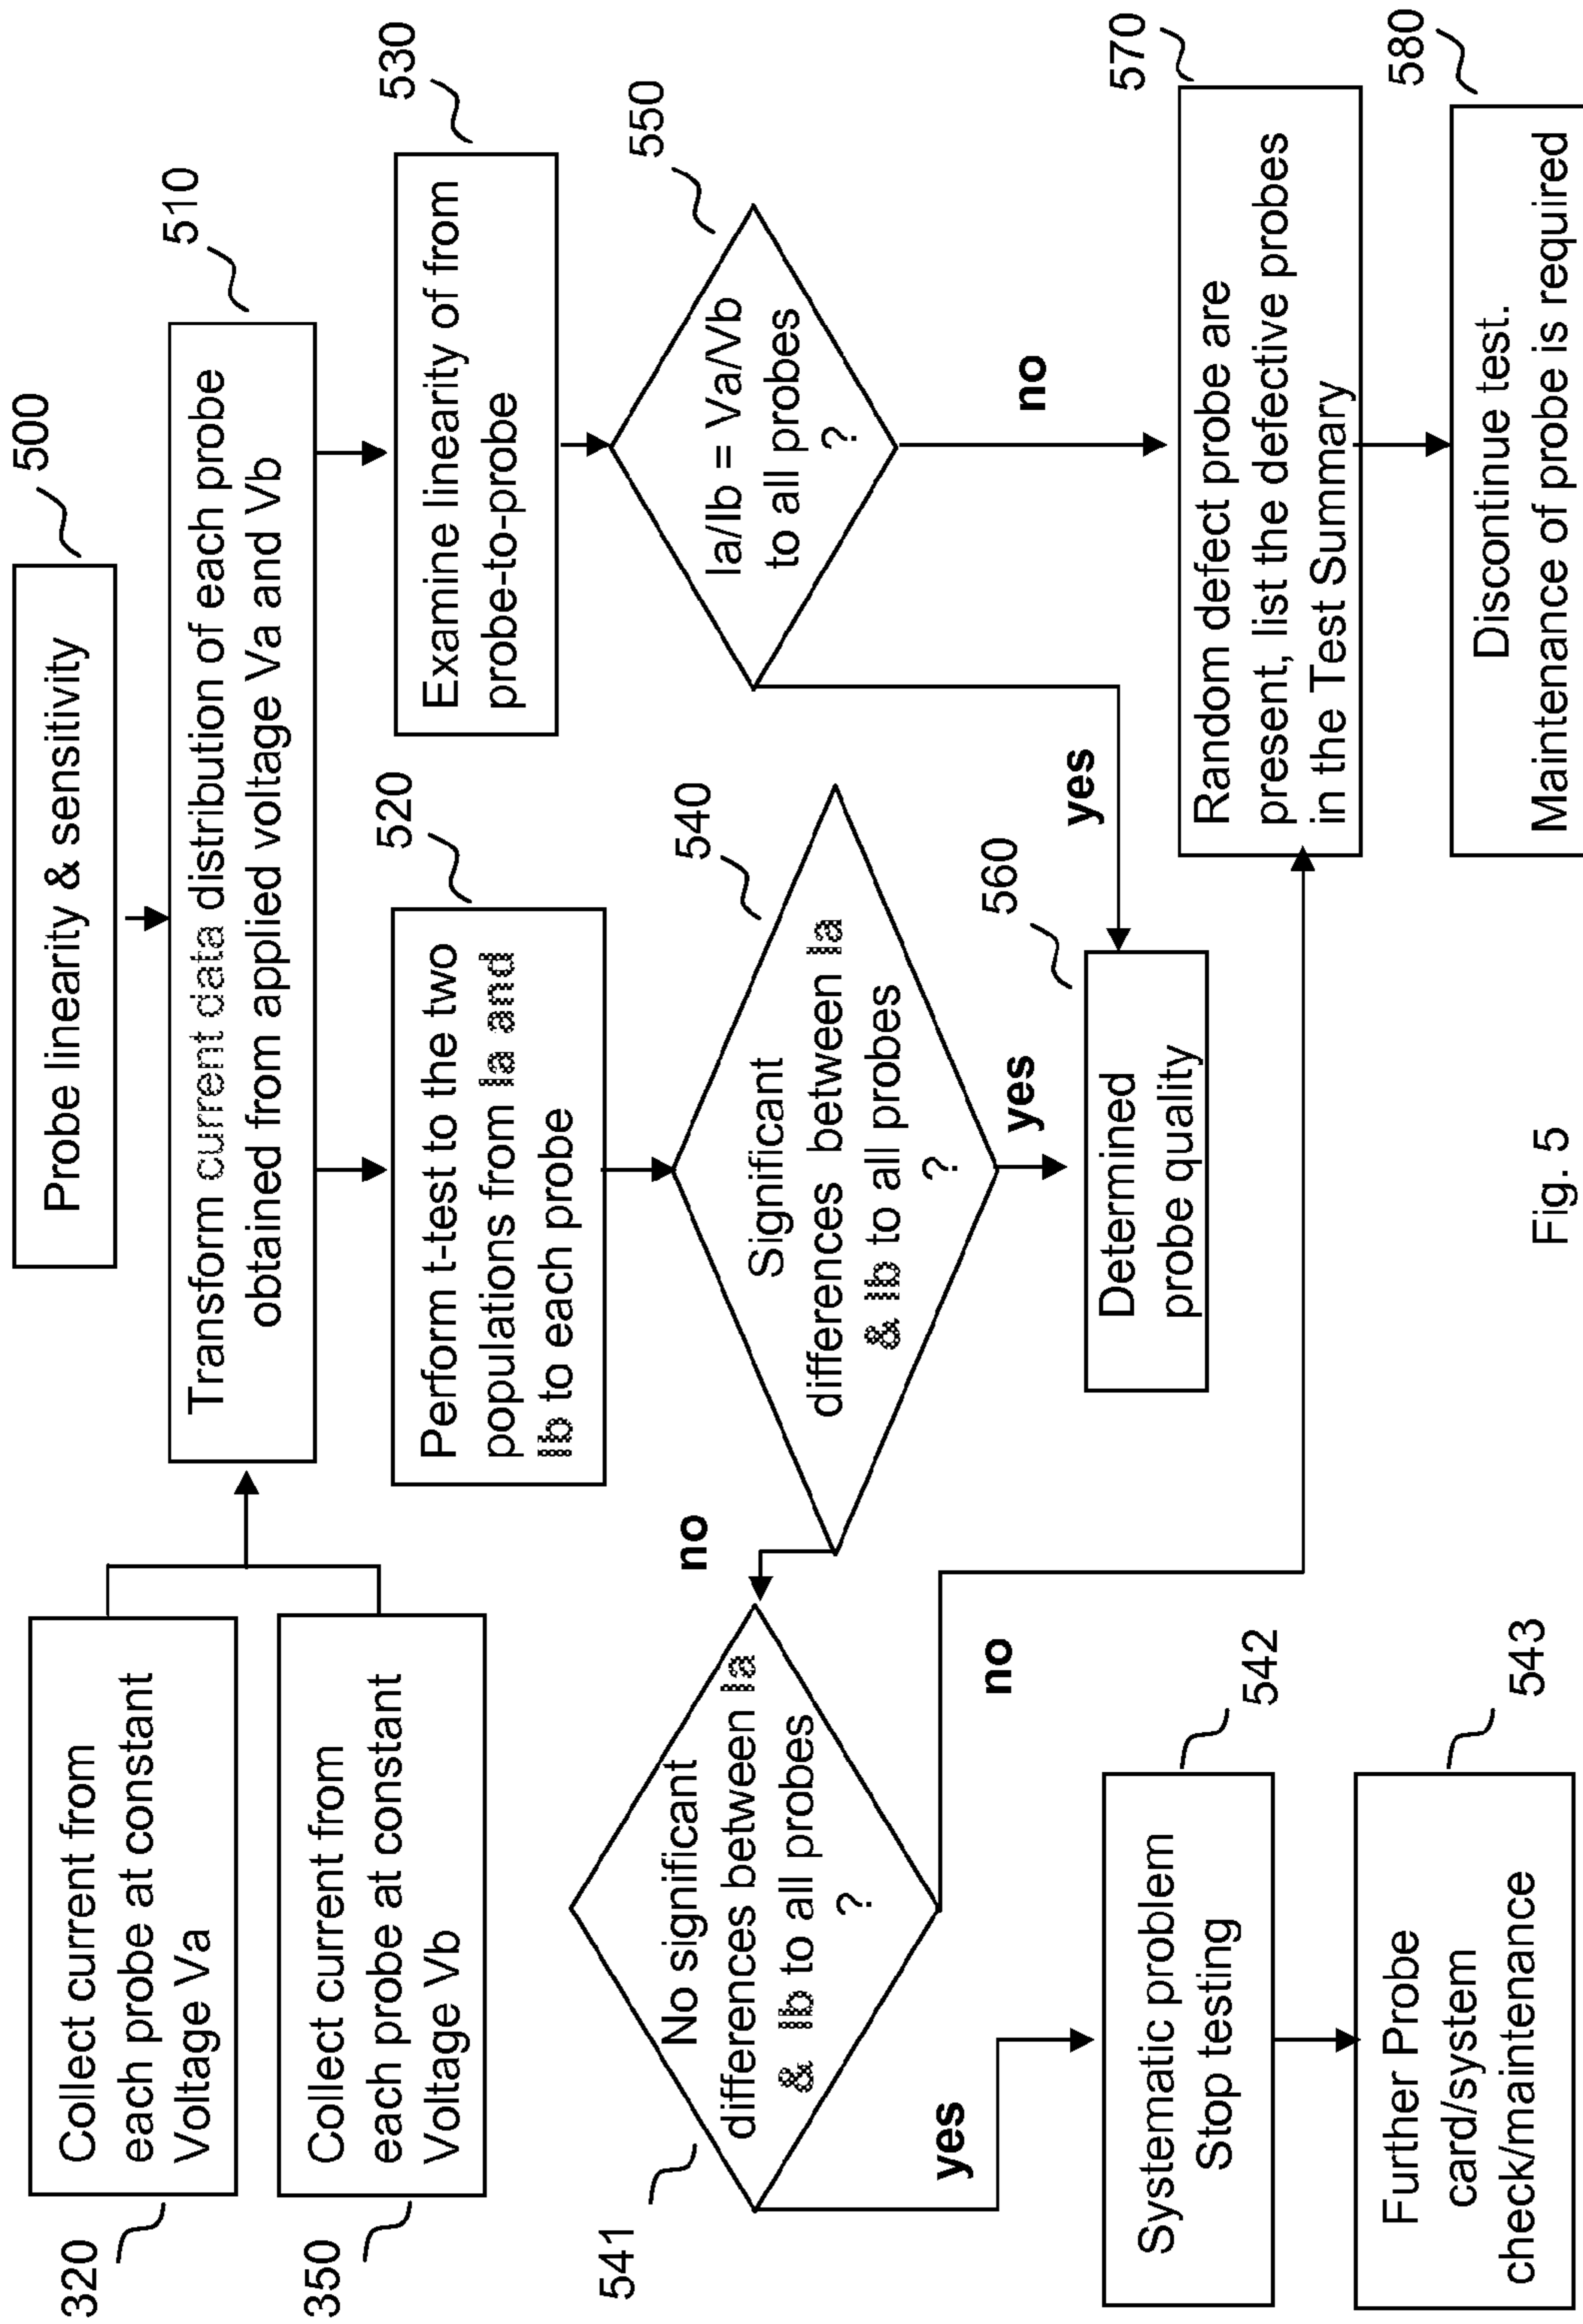 500
Probe linearity & sensitivity
510
Transform current data distribution of each probe
obtained from applied voltage Va and Vb
320
Collect current from
each probe at constant
Voltage Va
350
Collect current from
each probe at constant
Voltage Vb
520
Perform t-test to the two
populations from Ia and
Ib to each probe
530
Examine linearity of from
probe-to-probe
540
Significant
differences between Ia
& Ib to all probes
?
no
yes
550
Ia/Ib = Va/Vb
to all probes
?
yes
no
541
No significant
differences between Ia
& Ib to all probes
?
yes
no
560
Determined
probe quality
570
Random defect probe are
present, list the defective probes
in the Test Summary
542
Systematic problem
Stop testing
543
Further Probe
card/system
check/maintenance
580
Discontinue test.
Maintenance of probe is required
Fig. 5